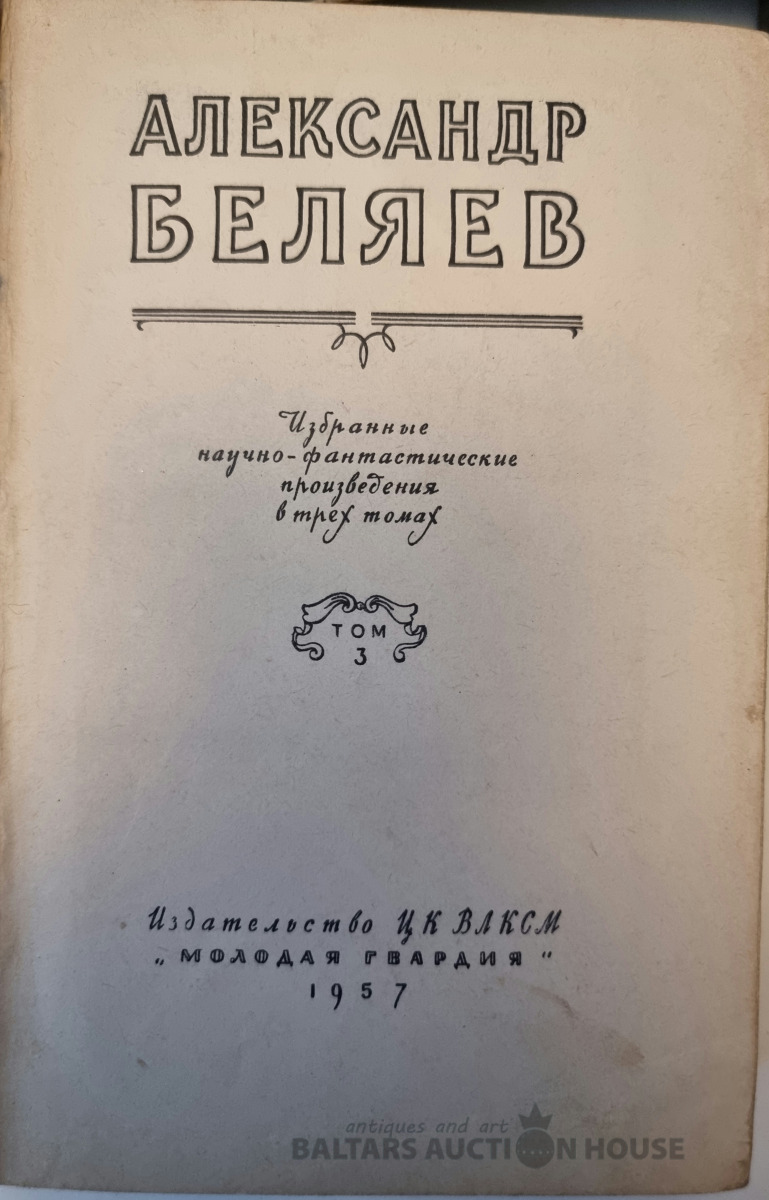 АЛЕКСАНДР
БЕЛЯЕВ
Избранные
научно-фантастические
произведения
в трех томах
ТОМ
3
Издательство ЦК ВЛКСМ
„МОЛОДАЯ ГВАРДИЯ“
1957
antiques and art
BALTARS AUCTION HOUSE